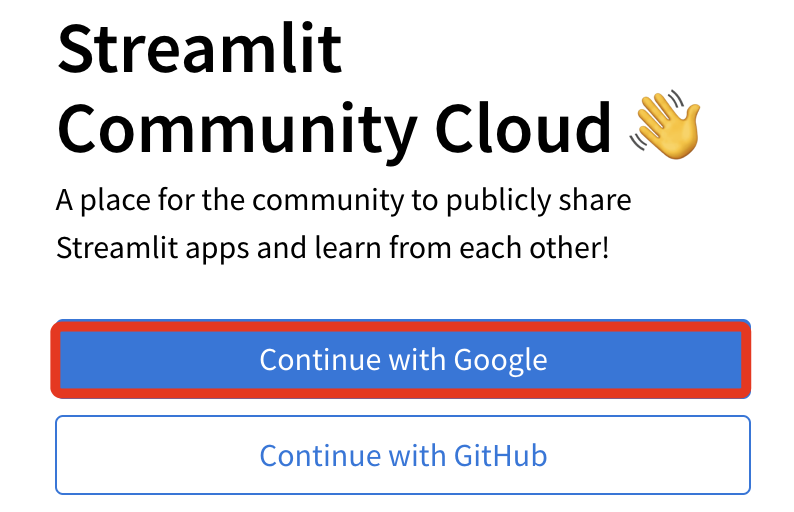 Streamlit
Community Cloud 👋
A place for the community to publicly share
Streamlit apps and learn from each other!
Continue with Google
Continue with GitHub